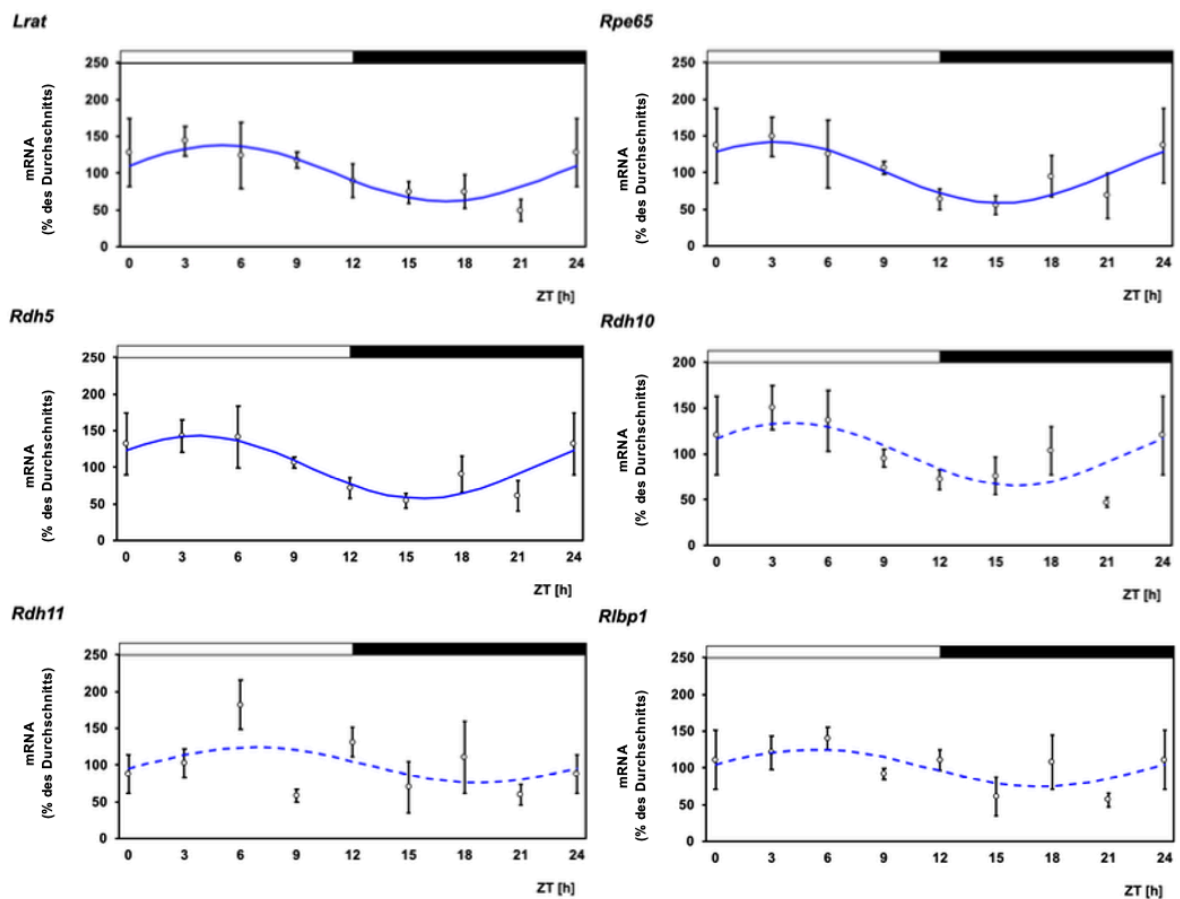 Lrat
mRNA
(% des Durchschnitts)
250
200
150
100
50
0
0 3 6 9 12 15 18 21 24
ZT [h]
Rpe65
mRNA
(% des Durchschnitts)
250
200
150
100
50
0
0 3 6 9 12 15 18 21 24
ZT [h]
Rdh5
mRNA
(% des Durchschnitts)
250
200
150
100
50
0
0 3 6 9 12 15 18 21 24
ZT [h]
Rdh10
mRNA
(% des Durchschnitts)
200
150
100
50
0
0 3 6 9 12 15 18 21 24
ZT [h]
Rdh11
mRNA
(% des Durchschnitts)
250
200
150
100
50
0
0 3 6 9 12 15 18 21 24
ZT [h]
Rlbp1
mRNA
(% des Durchschnitts)
250
200
150
100
50
0
0 3 6 9 12 15 18 21 24
ZT [h]